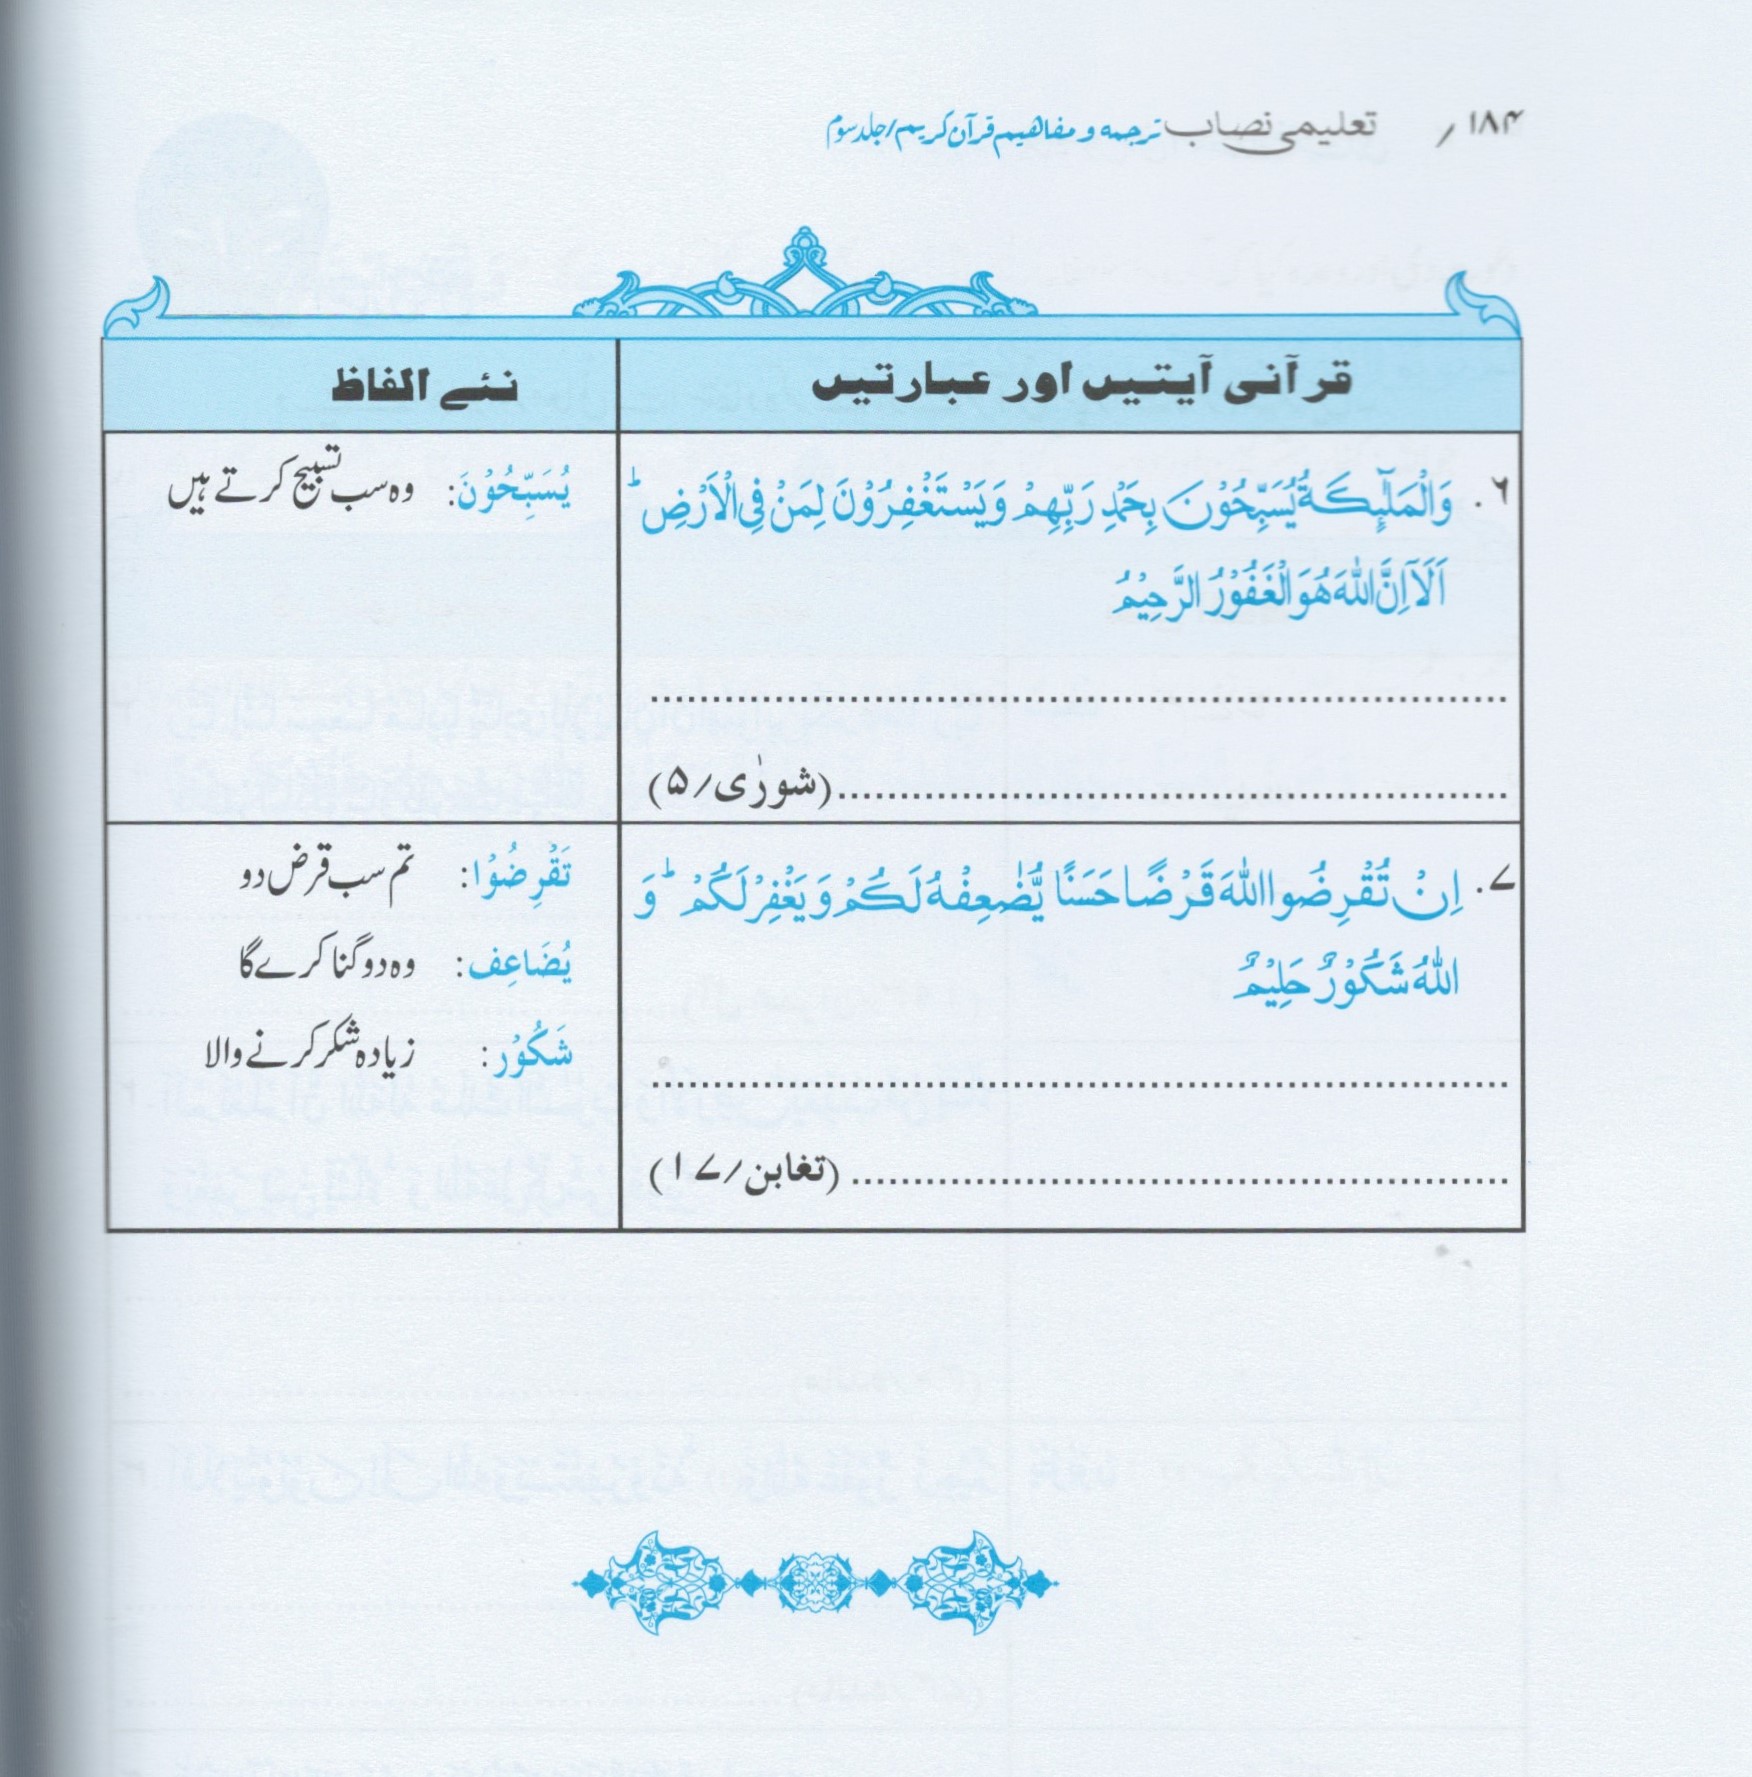 ۱۸۴ / تعلیمی نصاب ترجمہ و مفاهیم قرآن کریم/جلد سوم
قرآنی آیتیں اور عبارتیں
نئے الفاظ
۶. وَالْمَلٰٓئِكَةُ يُسَبِّحُوْنَ بِحَمْدِ رَبِّهِمْ وَيَسْتَغْفِرُوْنَ لِمَنْ فِي الْاَرْضِ ؕ
اَلَآ اِنَّ اللّٰهَ هُوَ الْغَفُوْرُ الرَّحِيْمُ
................................................................
................................................................(شورٰی/۵)
يُسَبِّحُوْنَ: وہ سب تسبیح کرتے ہیں
۷. اِنْ تُقْرِضُوا اللّٰهَ قَرْضًا حَسَنًا يُّضٰعِفْهُ لَكُمْ وَيَغْفِرْ لَكُمْ ؕ وَ
اللّٰهُ شَكُوْرٌ حَلِيْمٌ
................................................................
................................................................ (تغابن/۱۷)
تَقْرِضُوْا: تم سب قرض دو
يُضَاعِف: وہ دوگنا کرے گا
شَكُوْر: زیادہ شکر کرنے والا